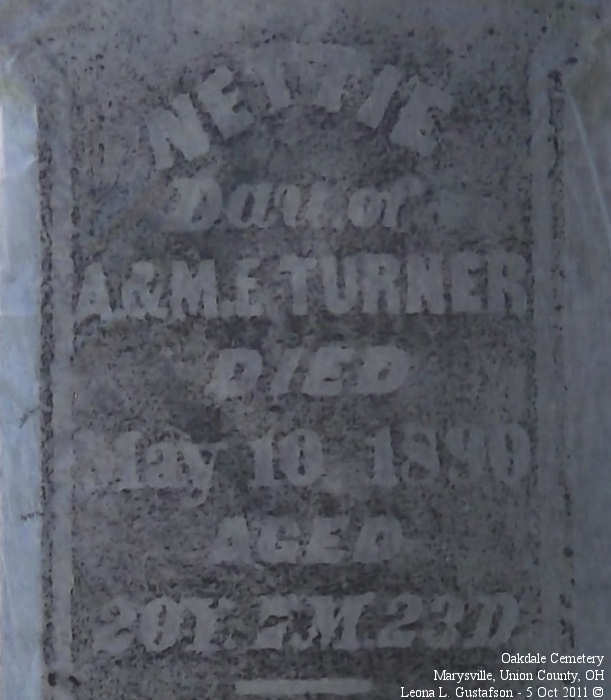 NETTIE
Dau. of
A. & M. E. TURNER
DIED
May 10, 1890
AGED
20Y. 7M. 23D
Oakdale Cemetery
Marysville, Union County, OH
Leona L. Gustafson - 5 Oct 2011 ©